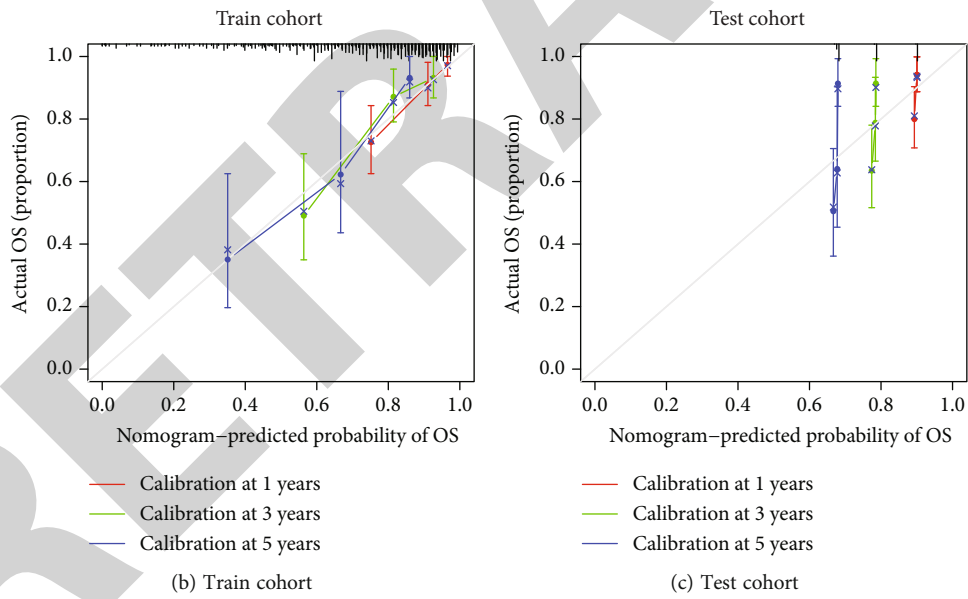 Train cohort
Test cohort
1.0
0.8
0.6
0.4
0.2
0.0
Actual OS (proportion)
0.0 0.2 0.4 0.6 0.8 1.0
Nomogram−predicted probability of OS
Calibration at 1 years
Calibration at 3 years
Calibration at 5 years
(b) Train cohort
1.0
0.8
0.6
0.4
0.2
0.0
Actual OS (proportion)
0.0 0.2 0.4 0.6 0.8 1.0
Nomogram−predicted probability of OS
Calibration at 1 years
Calibration at 3 years
Calibration at 5 years
(c) Test cohort
RETRA